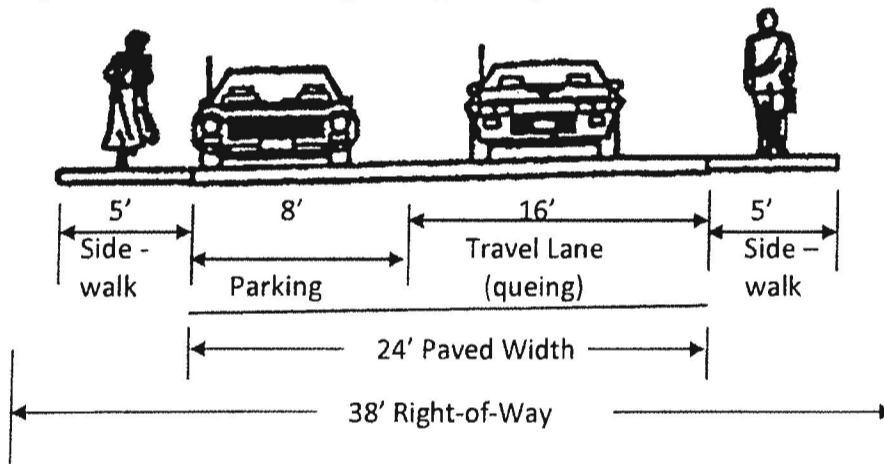 5’ 8’ 16’ 5’
Side - Travel Lane Side –
walk Parking (queing) walk
24’ Paved Width
38’ Right-of-Way